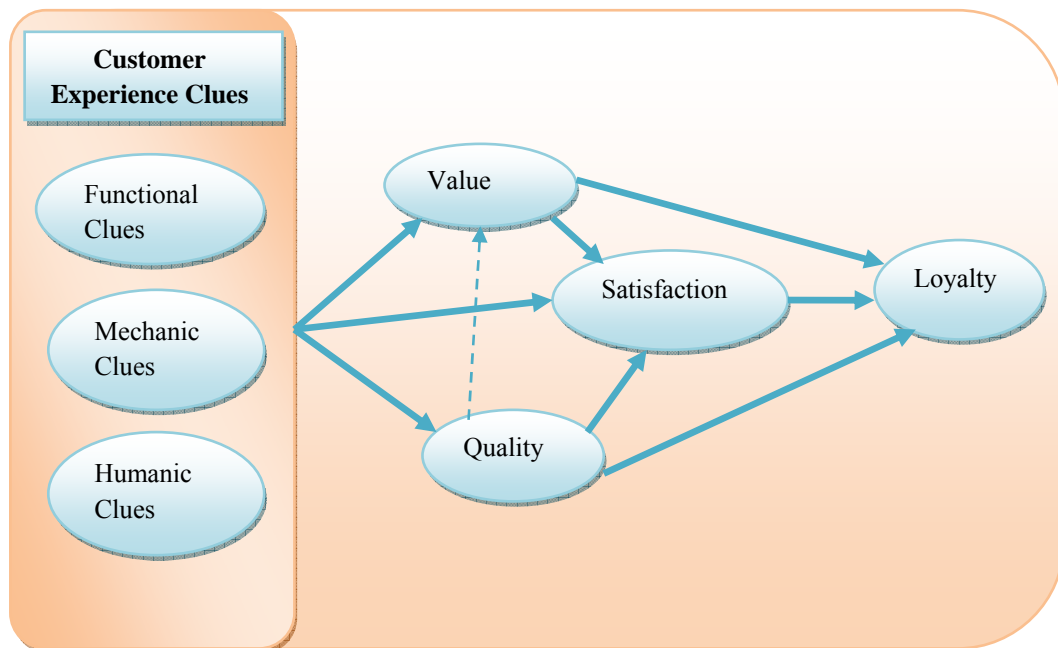 Customer
Experience Clues
Functional
Clues
Mechanic
Clues
Humanic
Clues
Value
Satisfaction
Loyalty
Quality